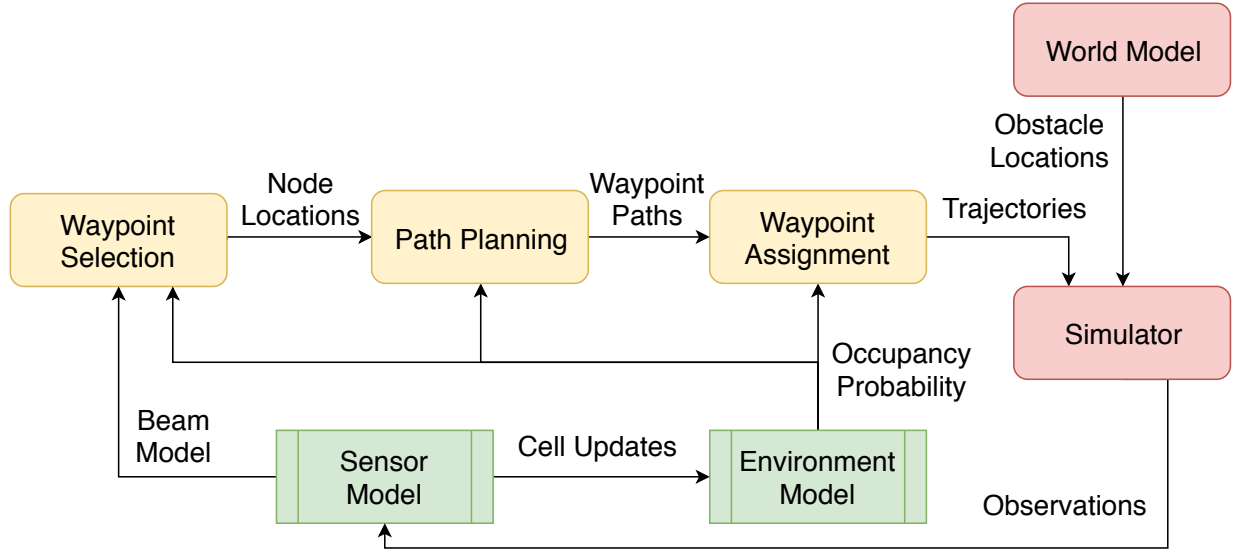 World Model
Obstacle
Locations
Node
Locations
Waypoint
Paths
Trajectories
Waypoint
Selection
Path Planning
Waypoint
Assignment
Simulator
Occupancy
Probability
Beam
Model
Sensor
Model
Cell Updates
Environment
Model
Observations